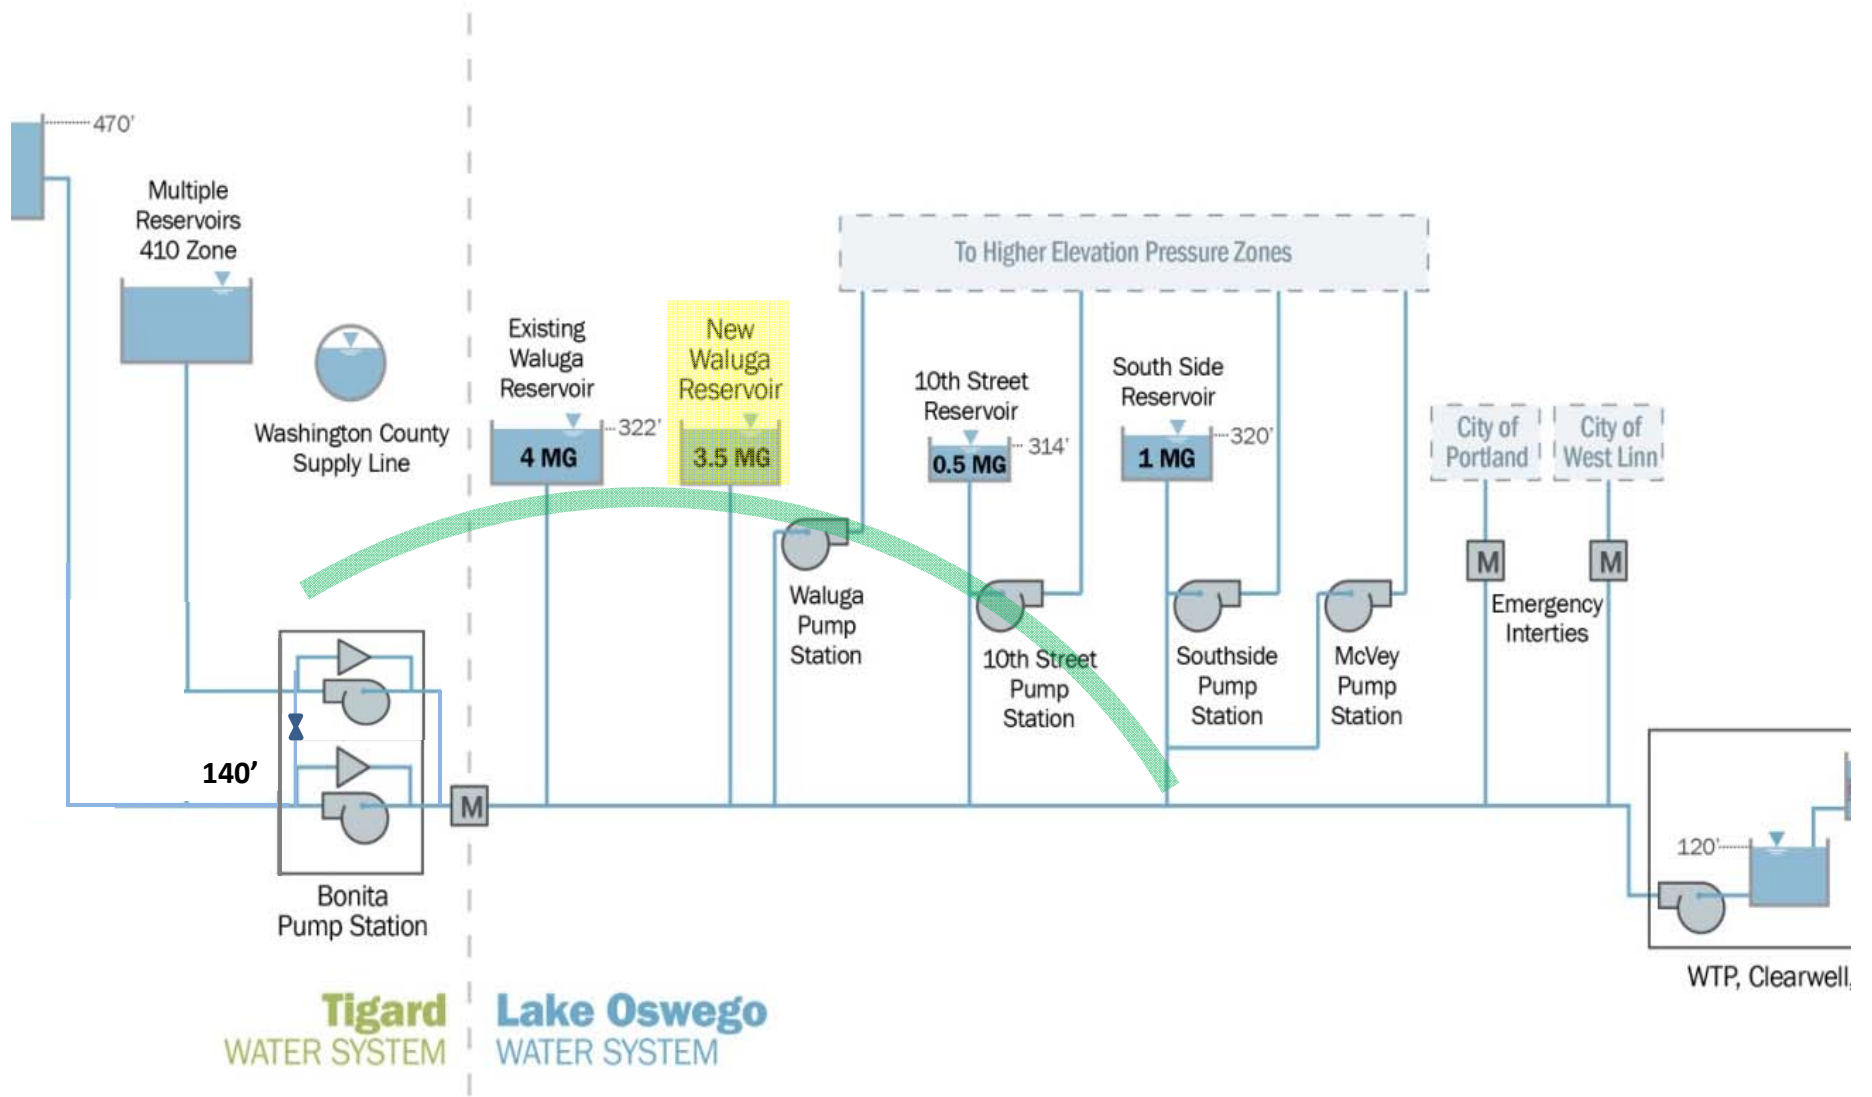 470'
Multiple
Reservoirs
410 Zone
Washington County
Supply Line
Existing
Waluga
Reservoir
322'
4 MG
New
Waluga
Reservoir
3.5 MG
To Higher Elevation Pressure Zones
10th Street
Reservoir
314'
0.5 MG
South Side
Reservoir
320'
1 MG
City of
Portland
City of
West Linn
M
M
Emergency
Interties
Waluga
Pump
Station
10th Street
Pump
Station
Southside
Pump
Station
McVey
Pump
Station
140’
M
120'
Bonita
Pump Station
WTP, Clearwell,
Tigard
WATER SYSTEM
Lake Oswego
WATER SYSTEM